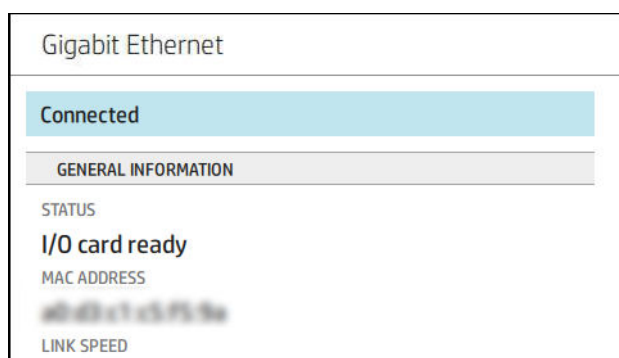 Gigabit Ethernet
Connected
GENERAL INFORMATION
STATUS
I/O card ready
MAC ADDRESS
LINK SPEED